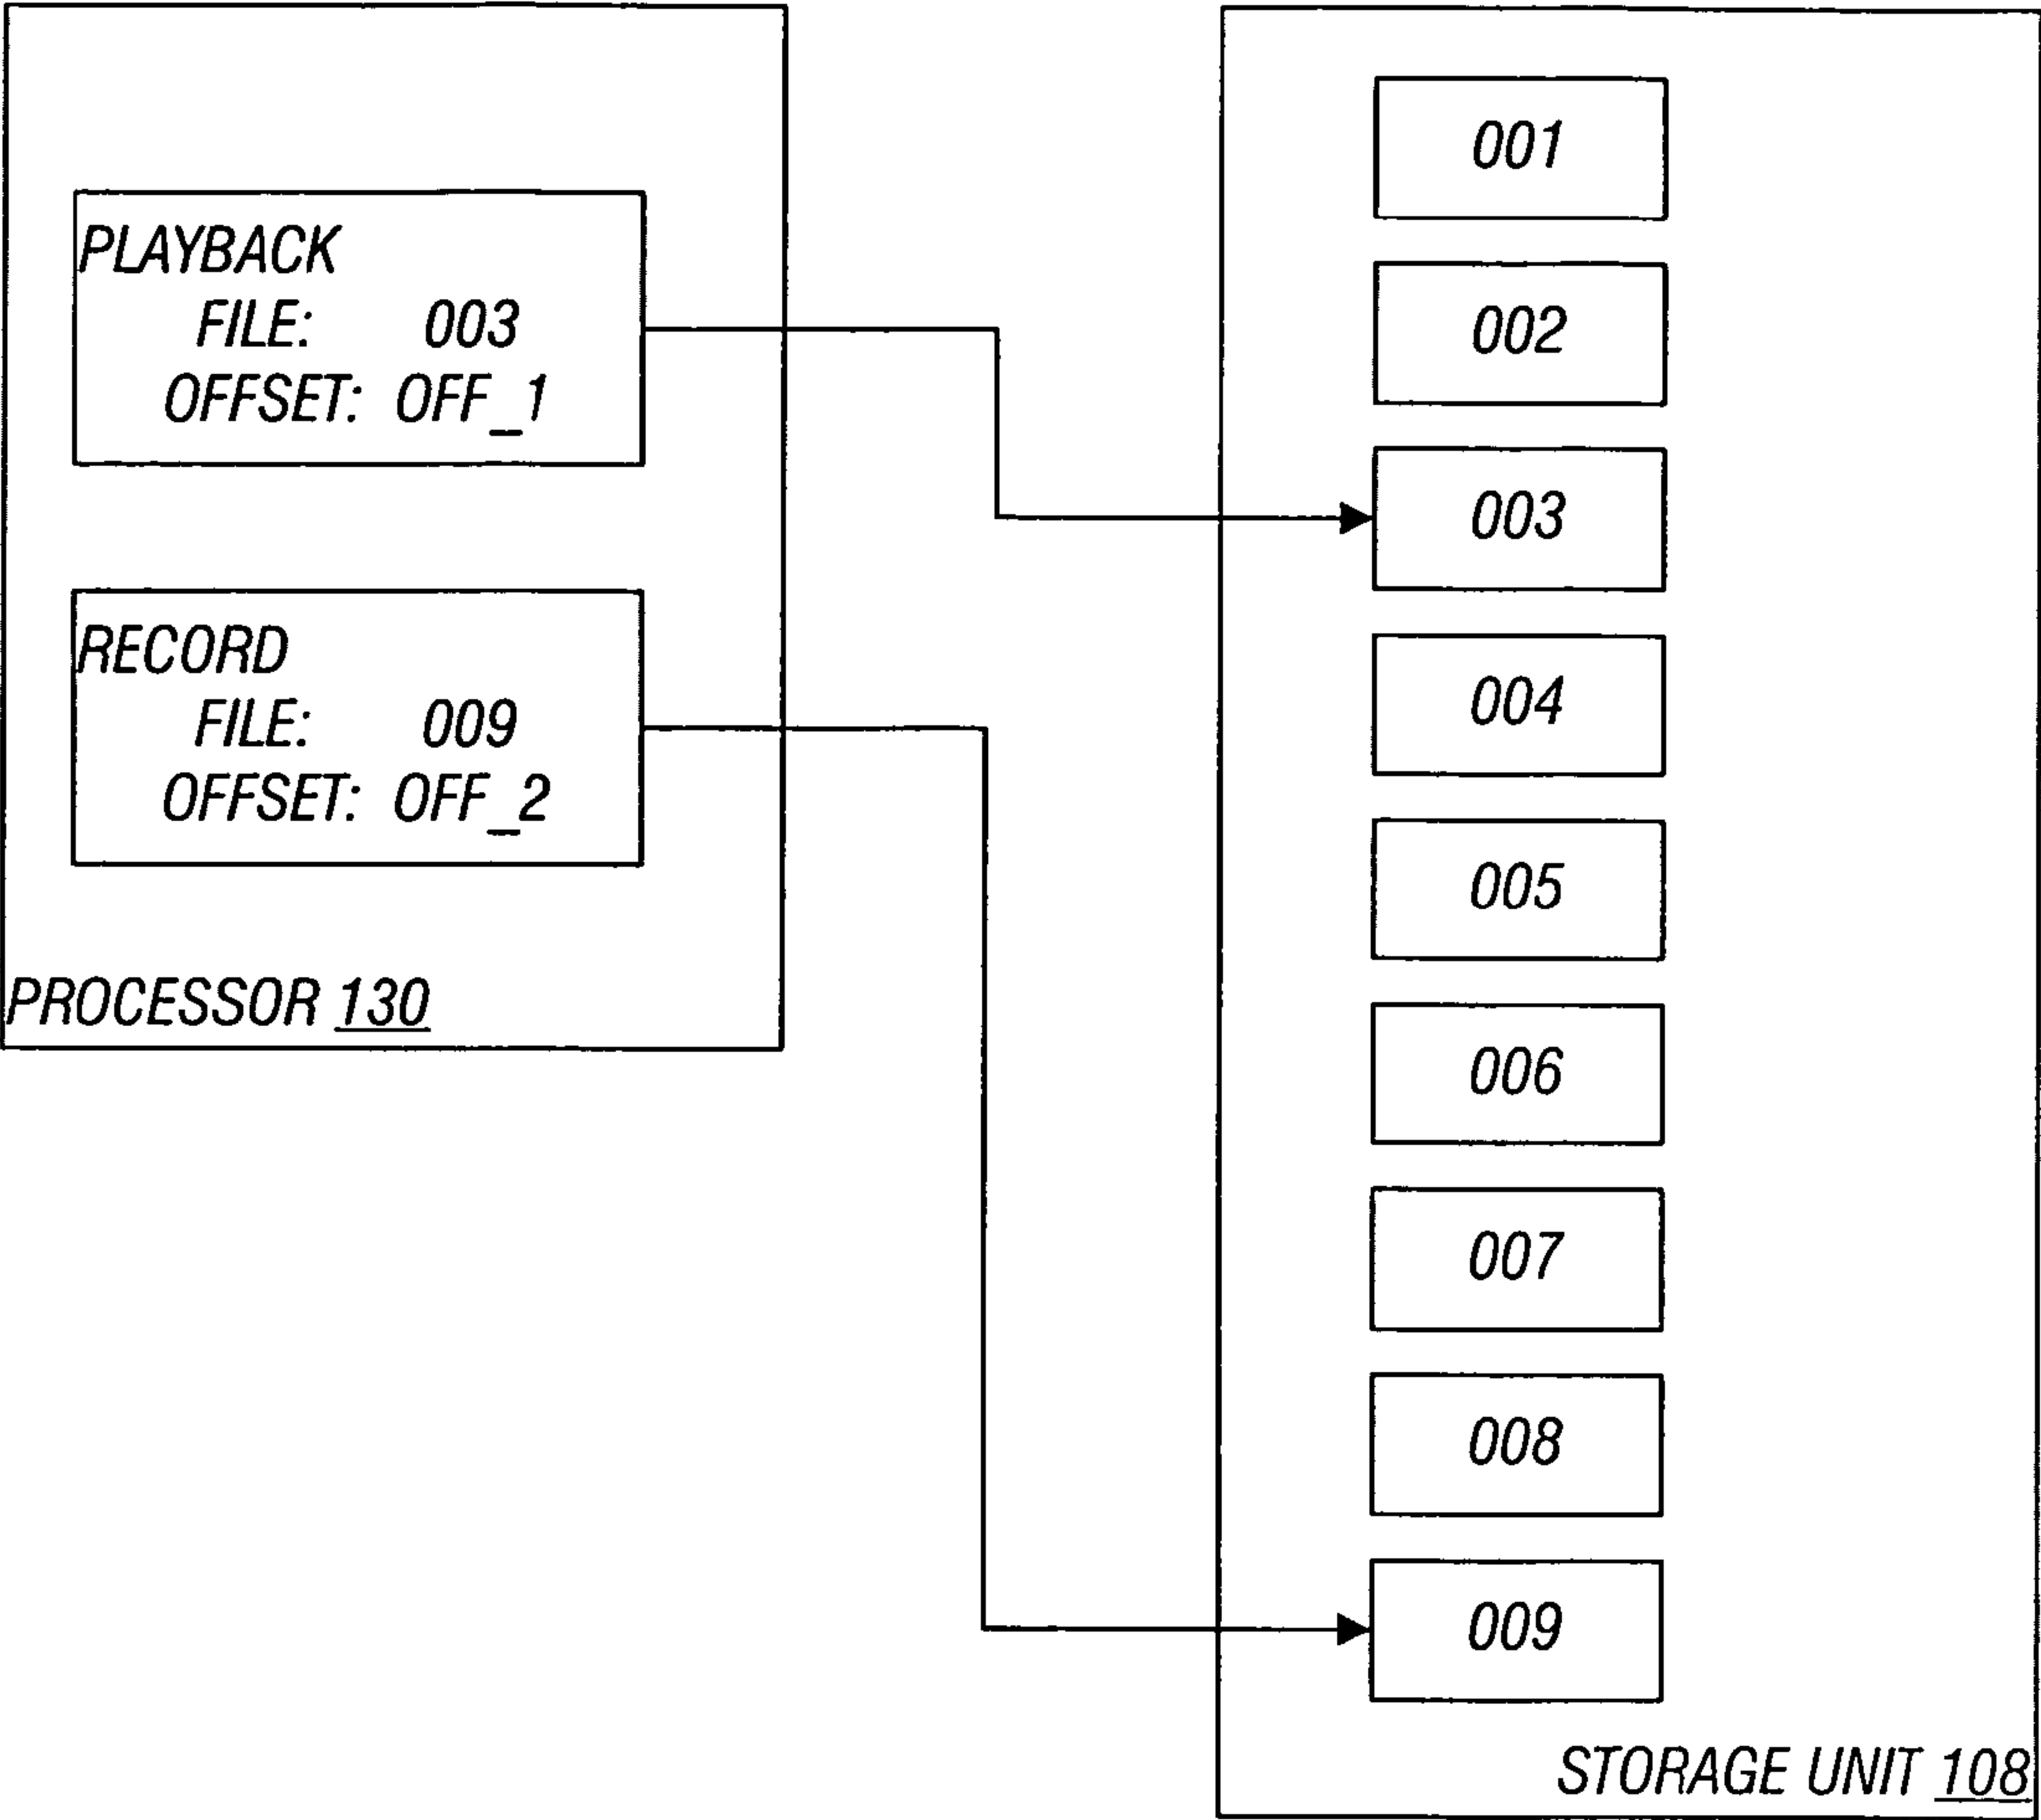 PLAYBACK
FILE: 003
OFFSET: OFF_1
RECORD
FILE: 009
OFFSET: OFF_2
PROCESSOR 130
001
002
003
004
005
006
007
008
009
STORAGE UNIT 108